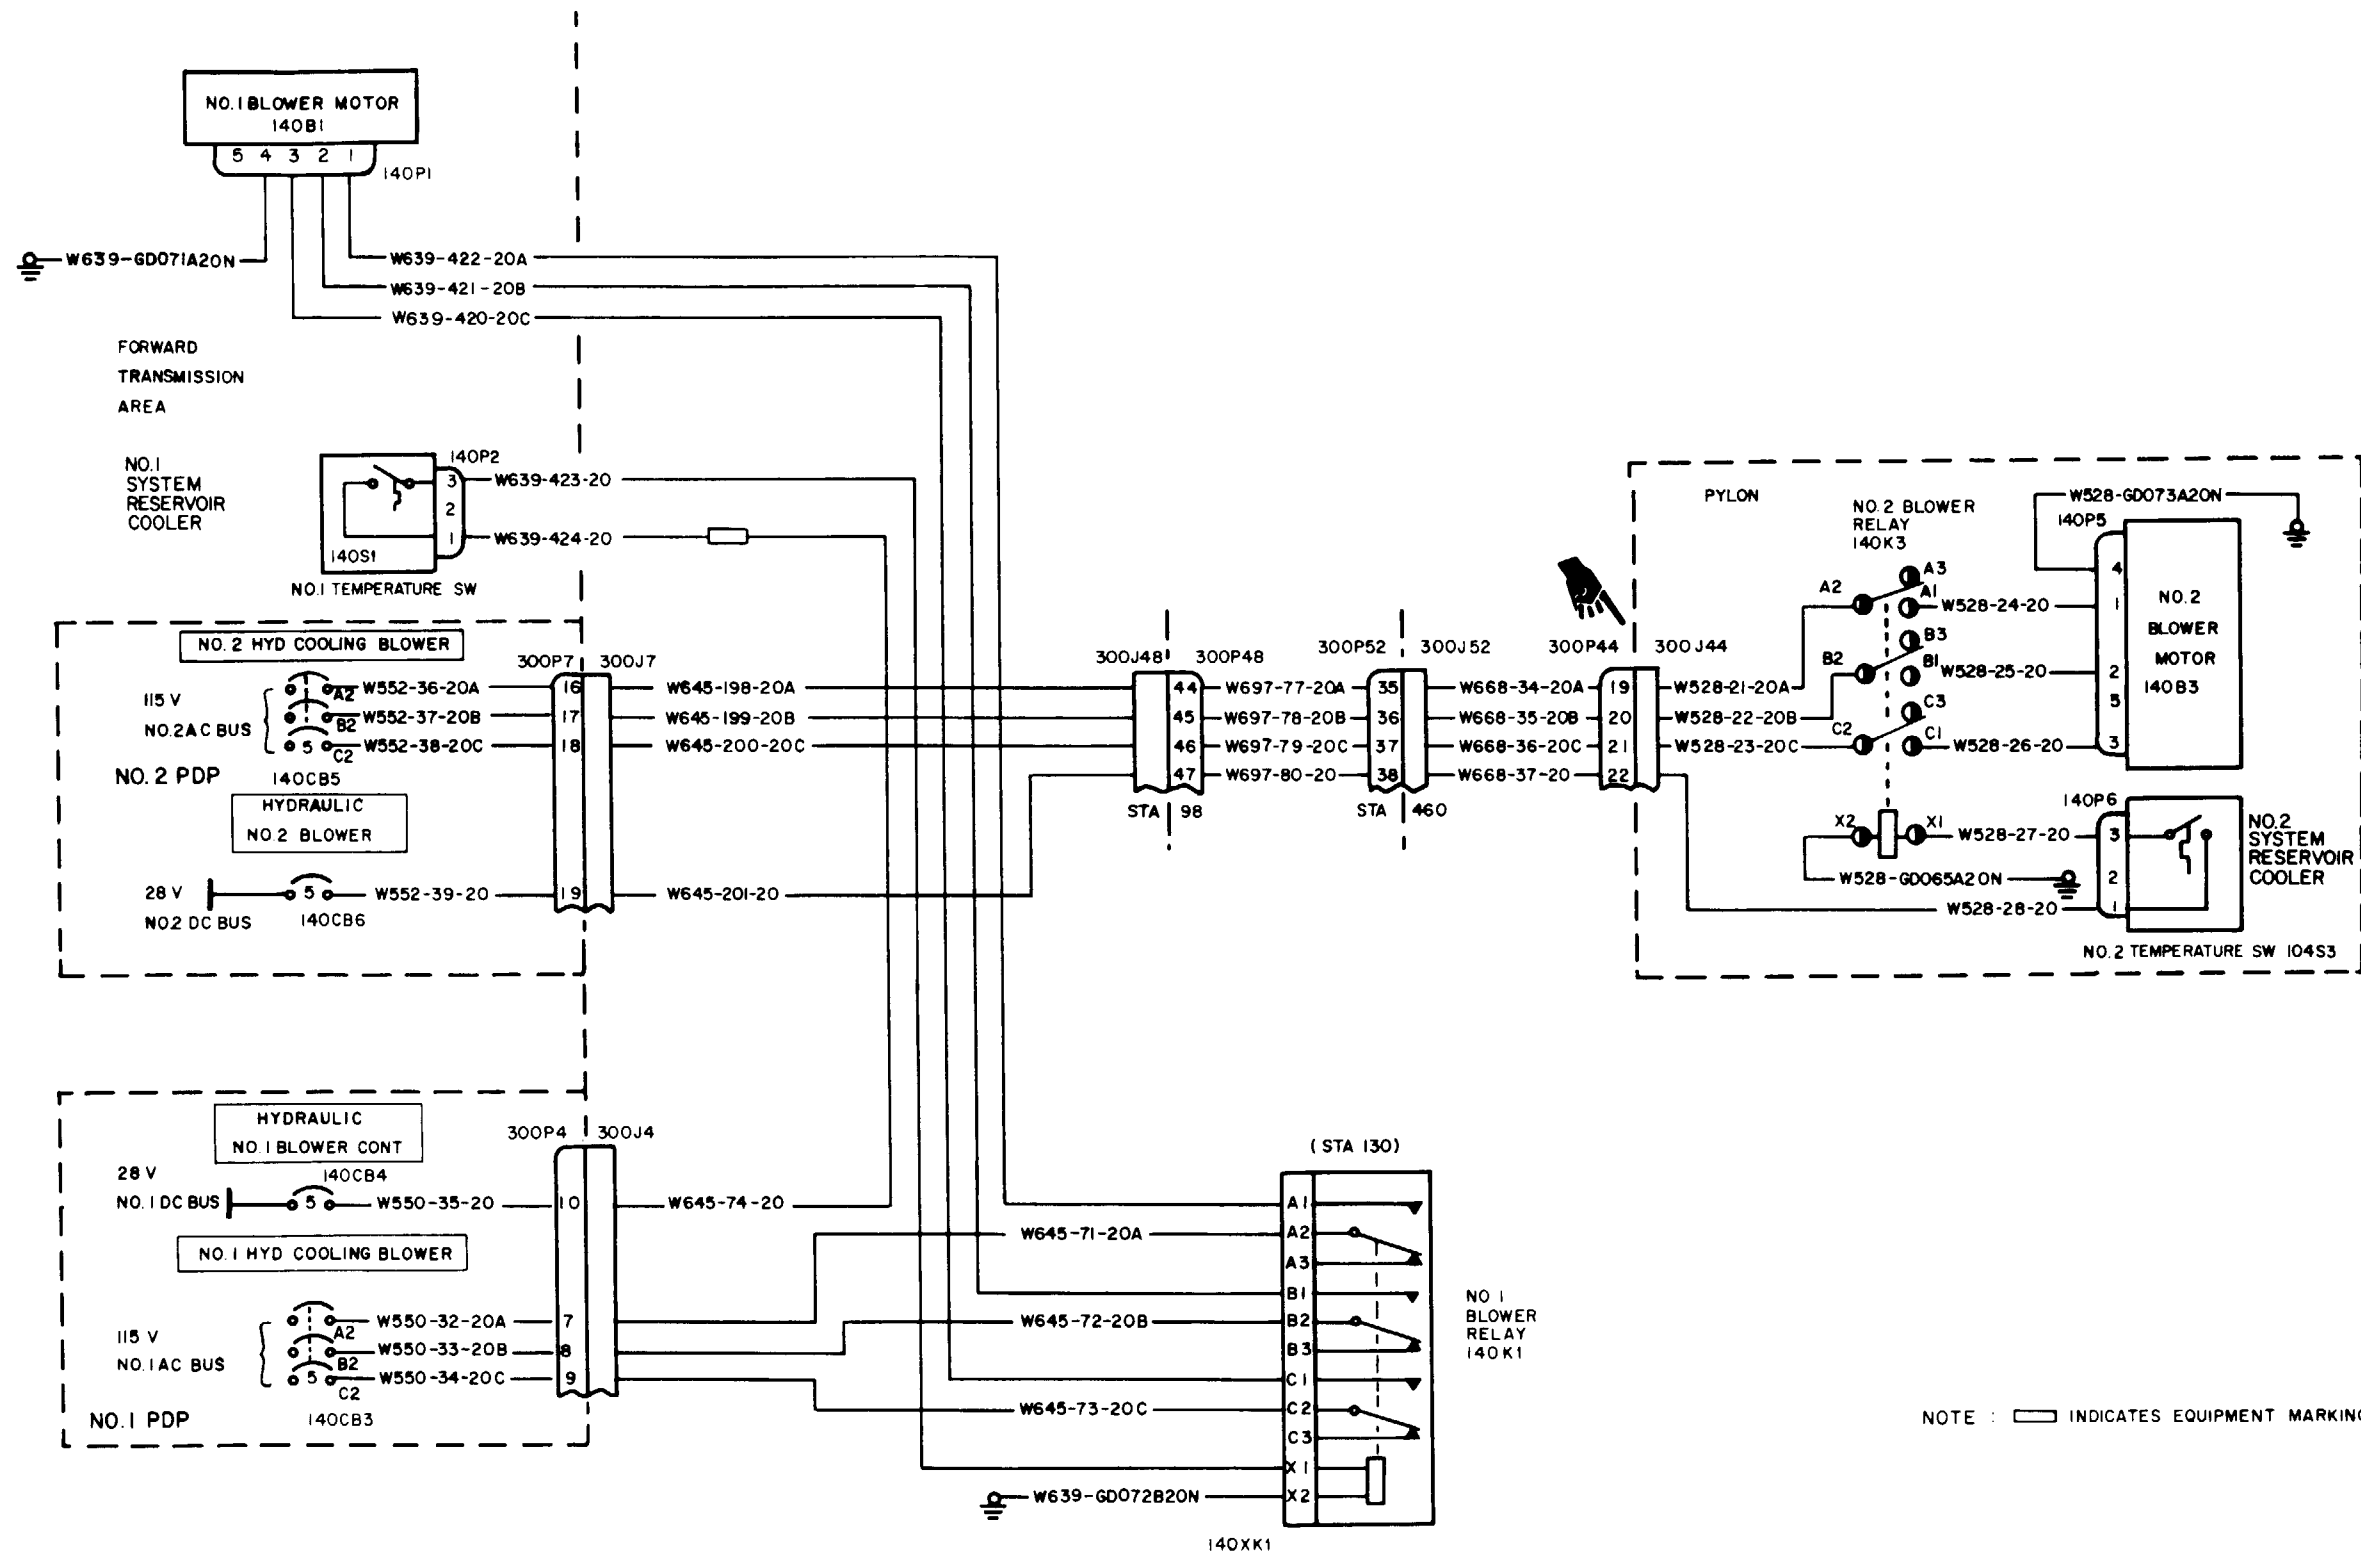 NO.1 BLOWER MOTOR
140B1
5 4 3 2 1
140P1
W639-GD071A20N
W639-422-20A
W639-421-20B
W639-420-20C
FORWARD
TRANSMISSION
AREA
NO.1
SYSTEM
RESERVOIR
COOLER
140P2
3
2
1
W639-423-20
W639-424-20
140S1
NO.1 TEMPERATURE SW
NO. 2 HYD COOLING BLOWER
115 V
NO.2 AC BUS
A2
B2
5
C2
W552-36-20A
W552-37-20B
W552-38-20C
NO. 2 PDP
140CB5
HYDRAULIC
NO.2 BLOWER
28 V
NO.2 DC BUS
5
140CB6
W552-39-20
300P7
300J7
16
17
18
19
W645-198-20A
W645-199-20B
W645-200-20C
W645-201-20
300J48
300P48
44
45
46
47
STA 98
W697-77-20A
W697-78-20B
W697-79-20C
W697-80-20
300P52
300J52
35
36
37
38
STA 460
W668-34-20A
W668-35-20B
W668-36-20C
W668-37-20
300P44
300J44
19
20
21
22
W528-21-20A
W528-22-20B
W528-23-20C
PYLON
NO.2 BLOWER
RELAY
140K3
A2
A3
A1
B2
B3
B1
C2
C3
C1
X2
X1
W528-24-20
W528-25-20
W528-26-20
W528-27-20
W528-GD065A20N
W528-28-20
W528-GD073A20N
140P5
4
1
2
5
3
NO.2
BLOWER
MOTOR
140B3
140P6
3
2
1
NO.2
SYSTEM
RESERVOIR
COOLER
NO.2 TEMPERATURE SW 104S3
HYDRAULIC
NO.1 BLOWER CONT
28 V
NO.1 DC BUS
140CB4
5
W550-35-20
NO.1 HYD COOLING BLOWER
115 V
NO.1 AC BUS
A2
B2
5
C2
W550-32-20A
W550-33-20B
W550-34-20C
NO.1 PDP
140CB3
300P4
300J4
10
7
8
9
W645-74-20
W645-71-20A
W645-72-20B
W645-73-20C
W639-GD072B20N
(STA 130)
A1
A2
A3
B1
B2
B3
C1
C2
C3
X1
X2
140XK1
NO 1
BLOWER
RELAY
140K1
NOTE : INDICATES EQUIPMENT MARKING